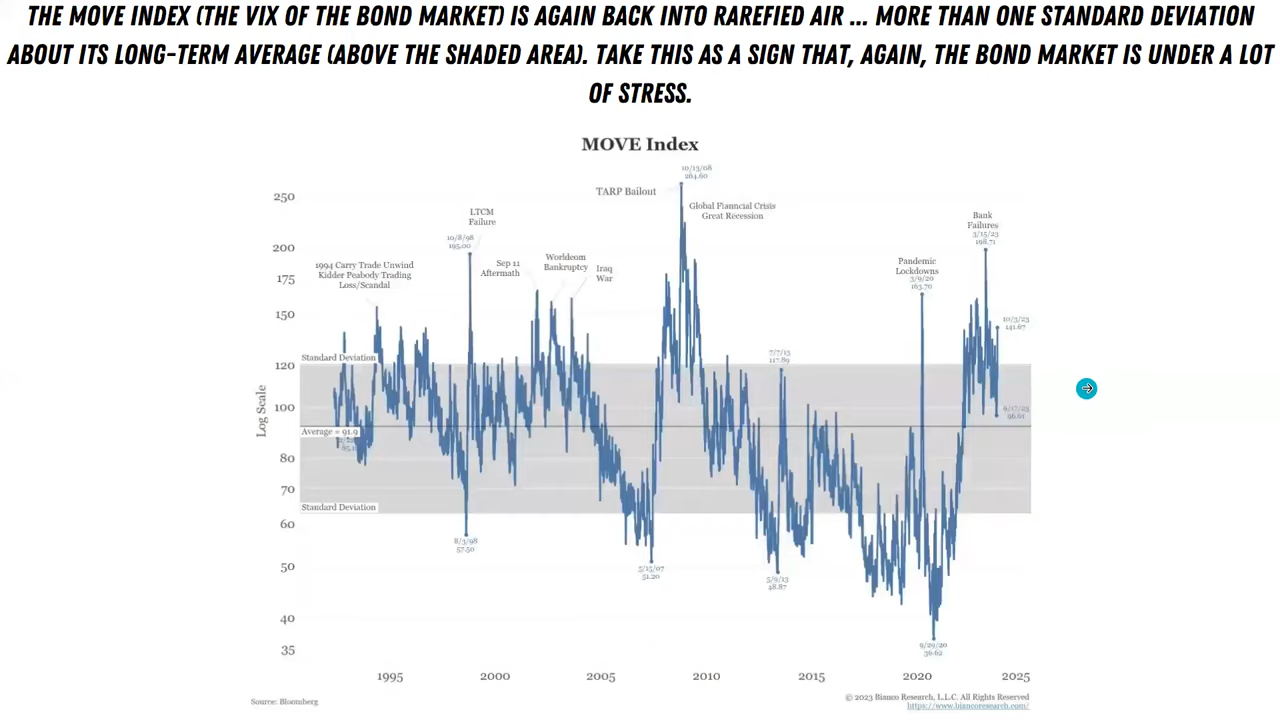 THE MOVE INDEX (THE VIX OF THE BOND MARKET) IS AGAIN BACK INTO RAREFIED AIR ... MORE THAN ONE STANDARD DEVIATION
ABOUT ITS LONG-TERM AVERAGE (ABOVE THE SHADED AREA). TAKE THIS AS A SIGN THAT, AGAIN, THE BOND MARKET IS UNDER A LOT
OF STRESS.
MOVE Index
10/13/08
264.60
TARP Bailout
Global Fiancial Crisis
Great Recession
LTCM
Failure
10/8/98
195.00
1994 Carry Trade Unwind
Kidder Peabody Trading
Loss/Scandal
Sep 11
Aftermath
Worldcom
Bankruptcy
Iraq
War
Bank
Failures
3/15/23
198.71
Pandemic
Lockdowns
3/9/20
163.70
10/3/23
141.67
7/7/13
117.89
Standard Deviation
Average = 91.9
Standard Deviation
8/3/98
57.50
5/15/07
51.20
5/9/13
48.87
9/29/20
36.62
Log Scale
250
200
175
150
120
100
80
70
60
50
40
35
1995
2000
2005
2010
2015
2020
2025
Source: Bloomberg
© 2023 Bianco Research, L.L.C. All Rights Reserved
https://www.biancoresearch.com/